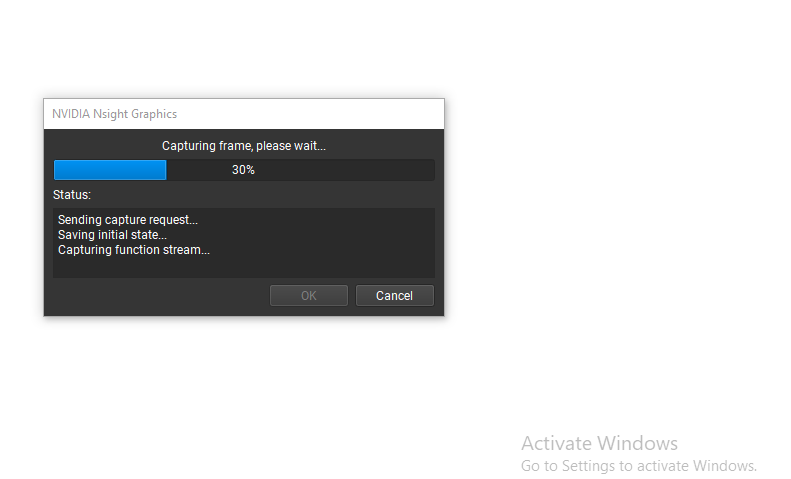 NVIDIA Nsight Graphics
Capturing frame, please wait...
30%
Status:
Sending capture request...
Saving initial state...
Capturing function stream...
OK
Cancel
Activate Windows
Go to Settings to activate Windows.